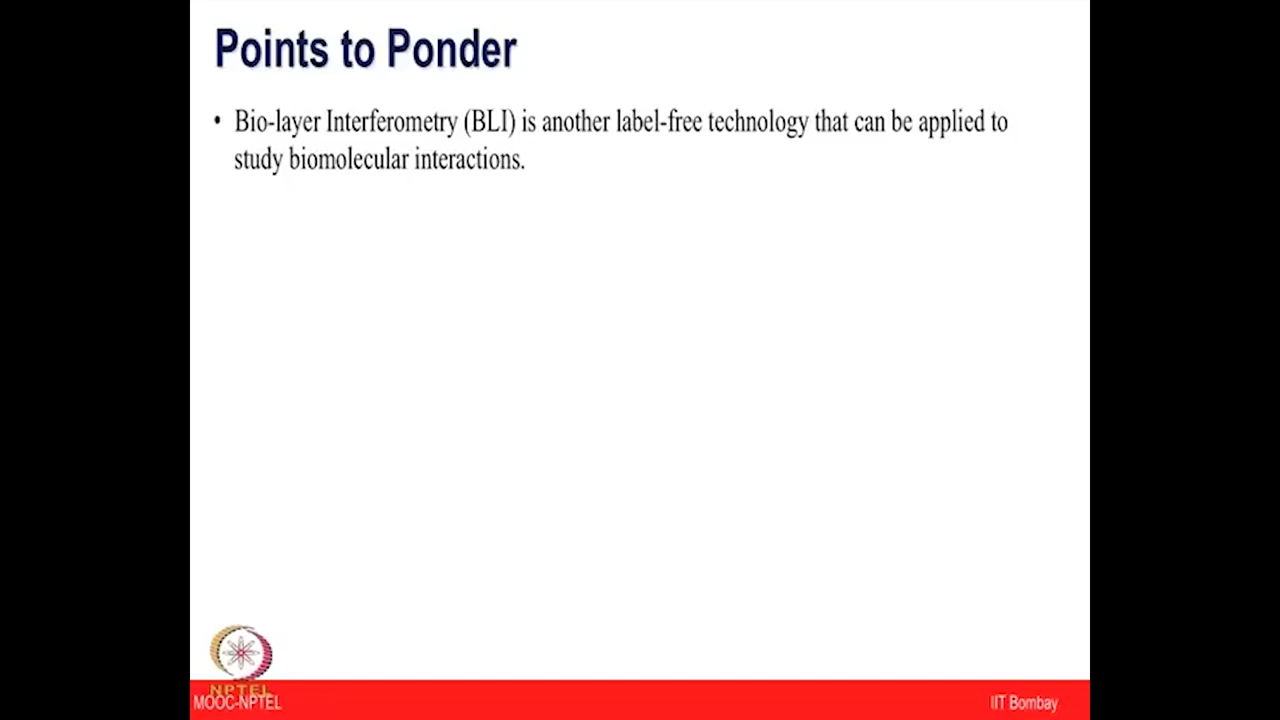 Points to Ponder
• Bio-layer Interferometry (BLI) is another label-free technology that can be applied to
study biomolecular interactions.
NPTEL
MOOC-NPTEL
IIT Bombay